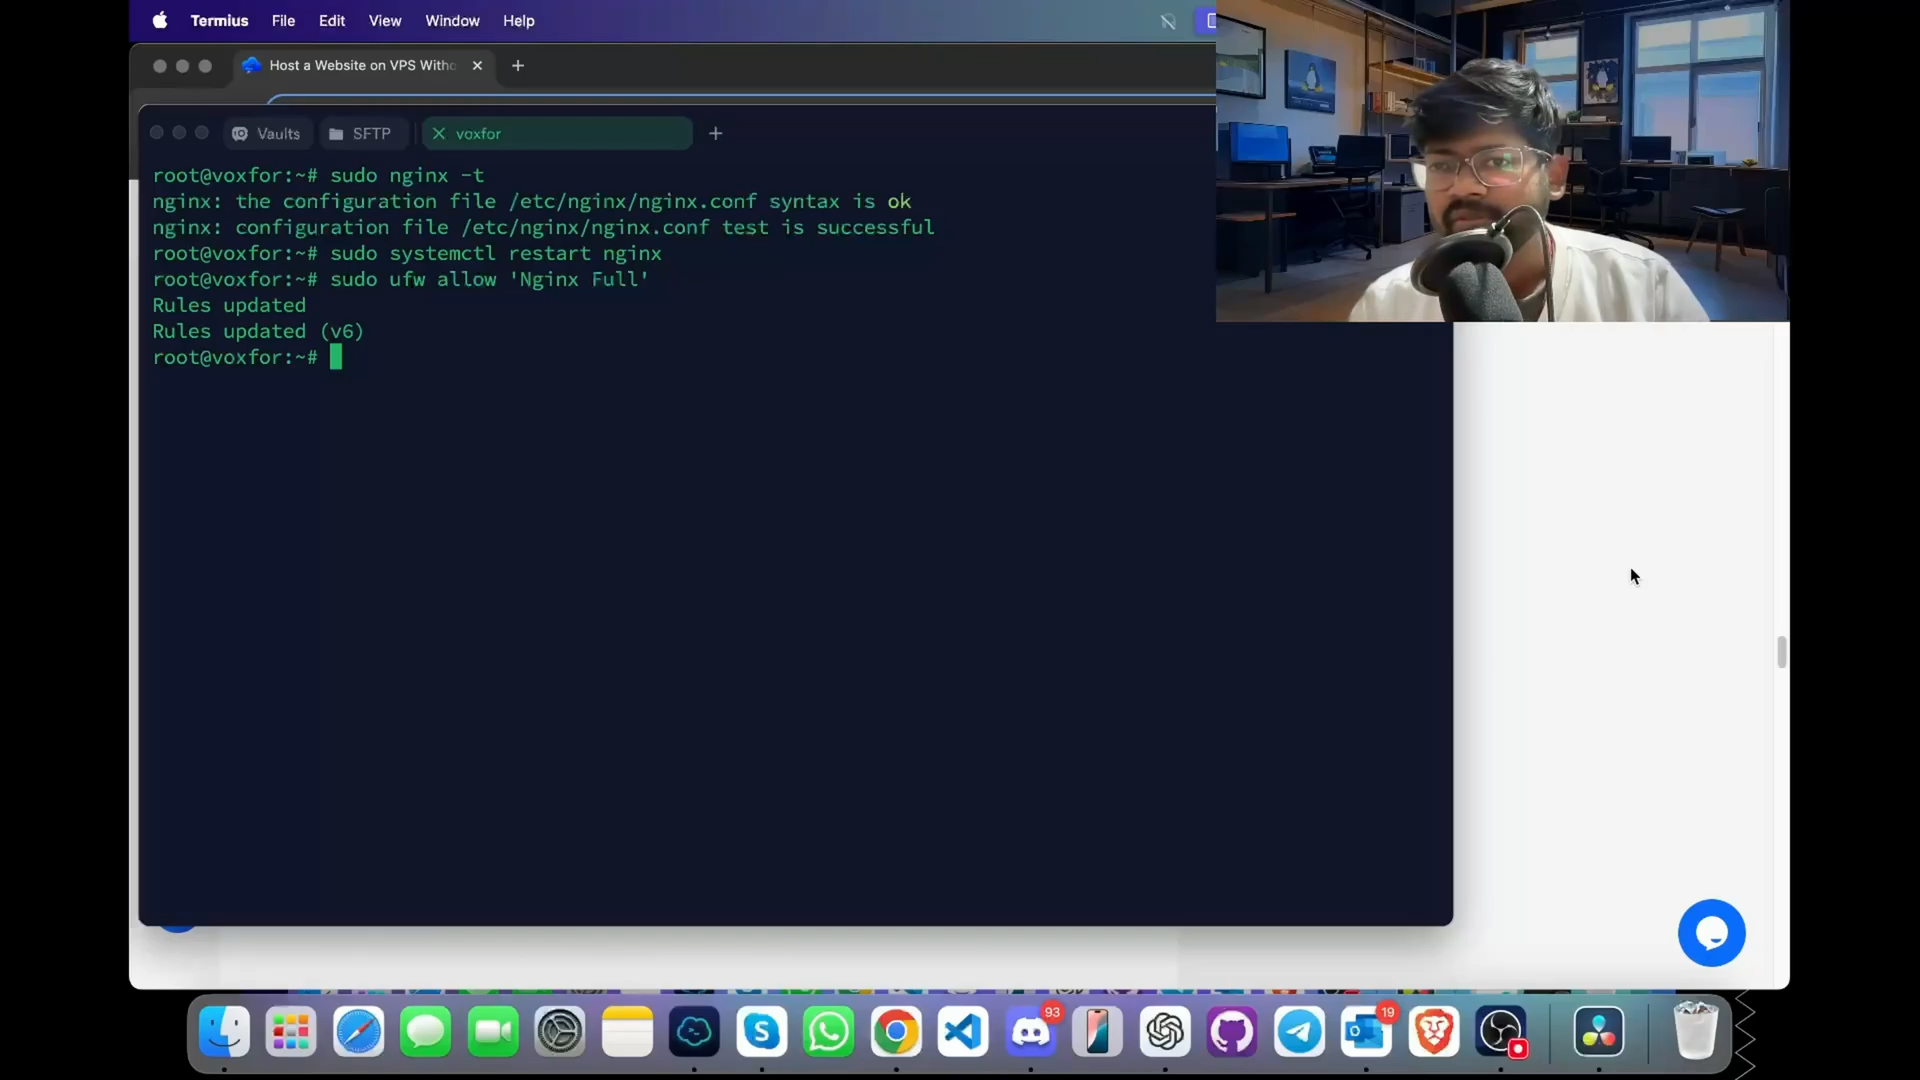 Termius File Edit View Window Help
Host a Website on VPS Witho
Vaults SFTP voxfor
root@voxfor:~# sudo nginx -t
nginx: the configuration file /etc/nginx/nginx.conf syntax is ok
nginx: configuration file /etc/nginx/nginx.conf test is successful
root@voxfor:~# sudo systemctl restart nginx
root@voxfor:~# sudo ufw allow 'Nginx Full'
Rules updated
Rules updated (v6)
root@voxfor:~#
93
19